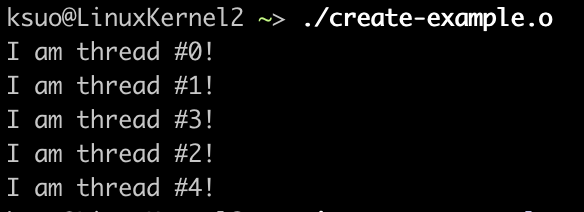 ksuo@LinuxKernel2 ~> ./create-example.o
I am thread #0!
I am thread #1!
I am thread #3!
I am thread #2!
I am thread #4!